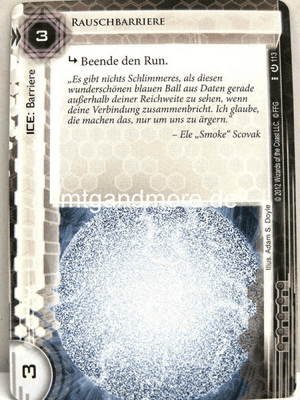 3
RAUSCHBARRIERE
ICE: Barriere
↳ Beende den Run.
„Es gibt nichts Schlimmeres, als diesen
wunderschönen blauen Ball aus Daten gerade
außerhalb deiner Reichweite zu sehen, wenn
deine Verbindung zusammenbricht. Ich glaube,
die machen das, nur um uns zu ärgern.“
– Ele „Smoke“ Scovak
113
© 2012 Wizards of the Coast LLC. © FFG
Illus. Adam S. Doyle
mtgandmore.de
3